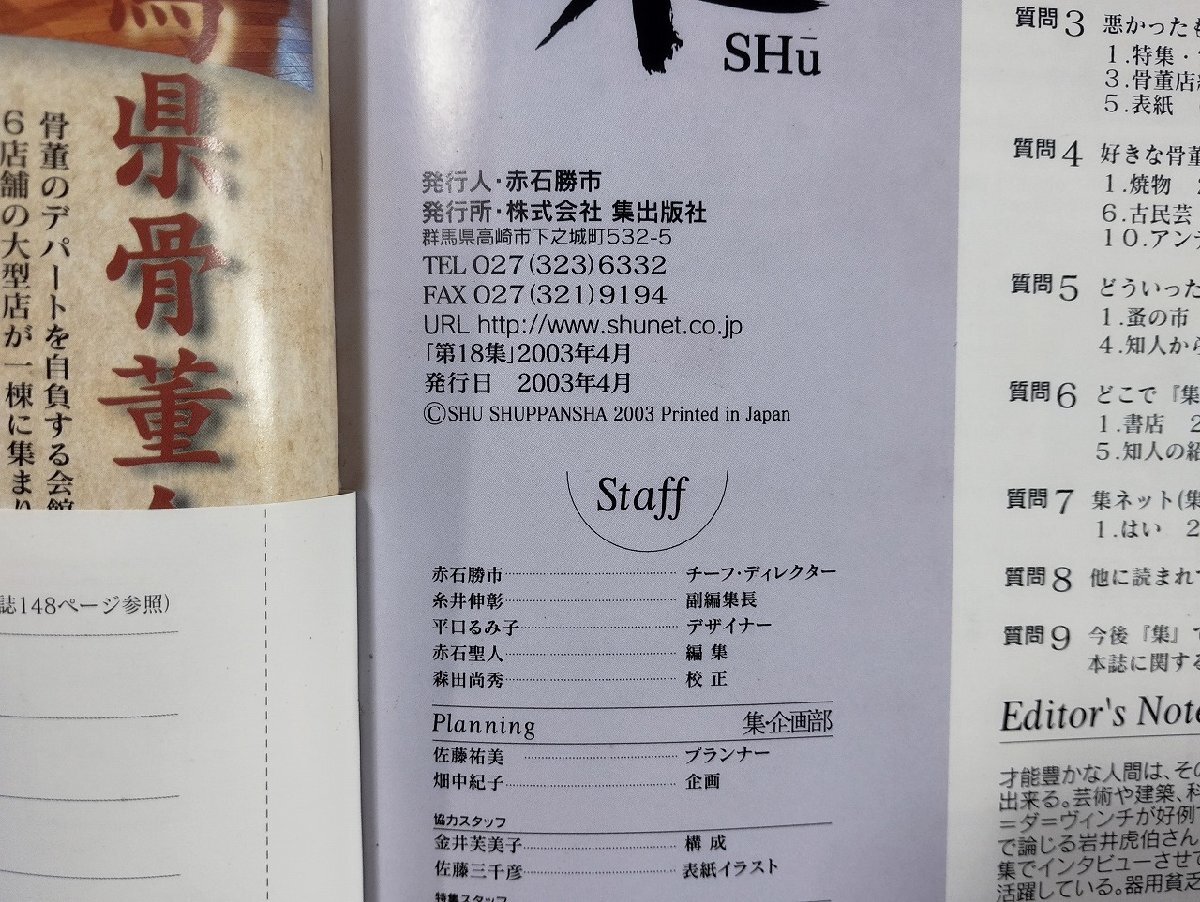 県骨董
骨董のデパートを自負する会館
6店舗の大型店が一棟に集まり
誌148ページ参照）
SHū
発行人・赤石勝市
発行所・株式会社 集出版社
群馬県高崎市下之城町532-5
TEL 027(323)6332
FAX 027(321)9194
URL http://www.shunet.co.jp
「第18集」2003年4月
発行日　2003年4月
©SHU SHUPPANSHA 2003 Printed in Japan
Staff
赤石勝市 チーフ・ディレクター
糸井伸彰 副編集長
平口るみ子 デザイナー
赤石聖人 編 集
森田尚秀 校 正
Planning 集・企画部
佐藤祐美 プランナー
畑中紀子 企画
協力スタッフ
金井芙美子 構 成
佐藤三千彦 表紙イラスト
特集スタッフ
質問3 悪かった
1.特集・
3.骨董店
5.表紙
質問4 好きな骨董
1.焼物
6.古民芸
10.アン
質問5 どういった
1.蚤の市
4.知人から
質問6 どこで『集
1.書店 2
5.知人の紹
質問7 集ネット(集
1.はい 2
質問8 他に読まれ
質問9 今後『集』で
本誌に関する
Editor's Note
才能豊かな人間は、その
出来る。芸術や建築、科
=ダ=ヴィンチが好例で
で論じる岩井虎伯さん
集でインタビューさせて
活躍している。器用貧乏